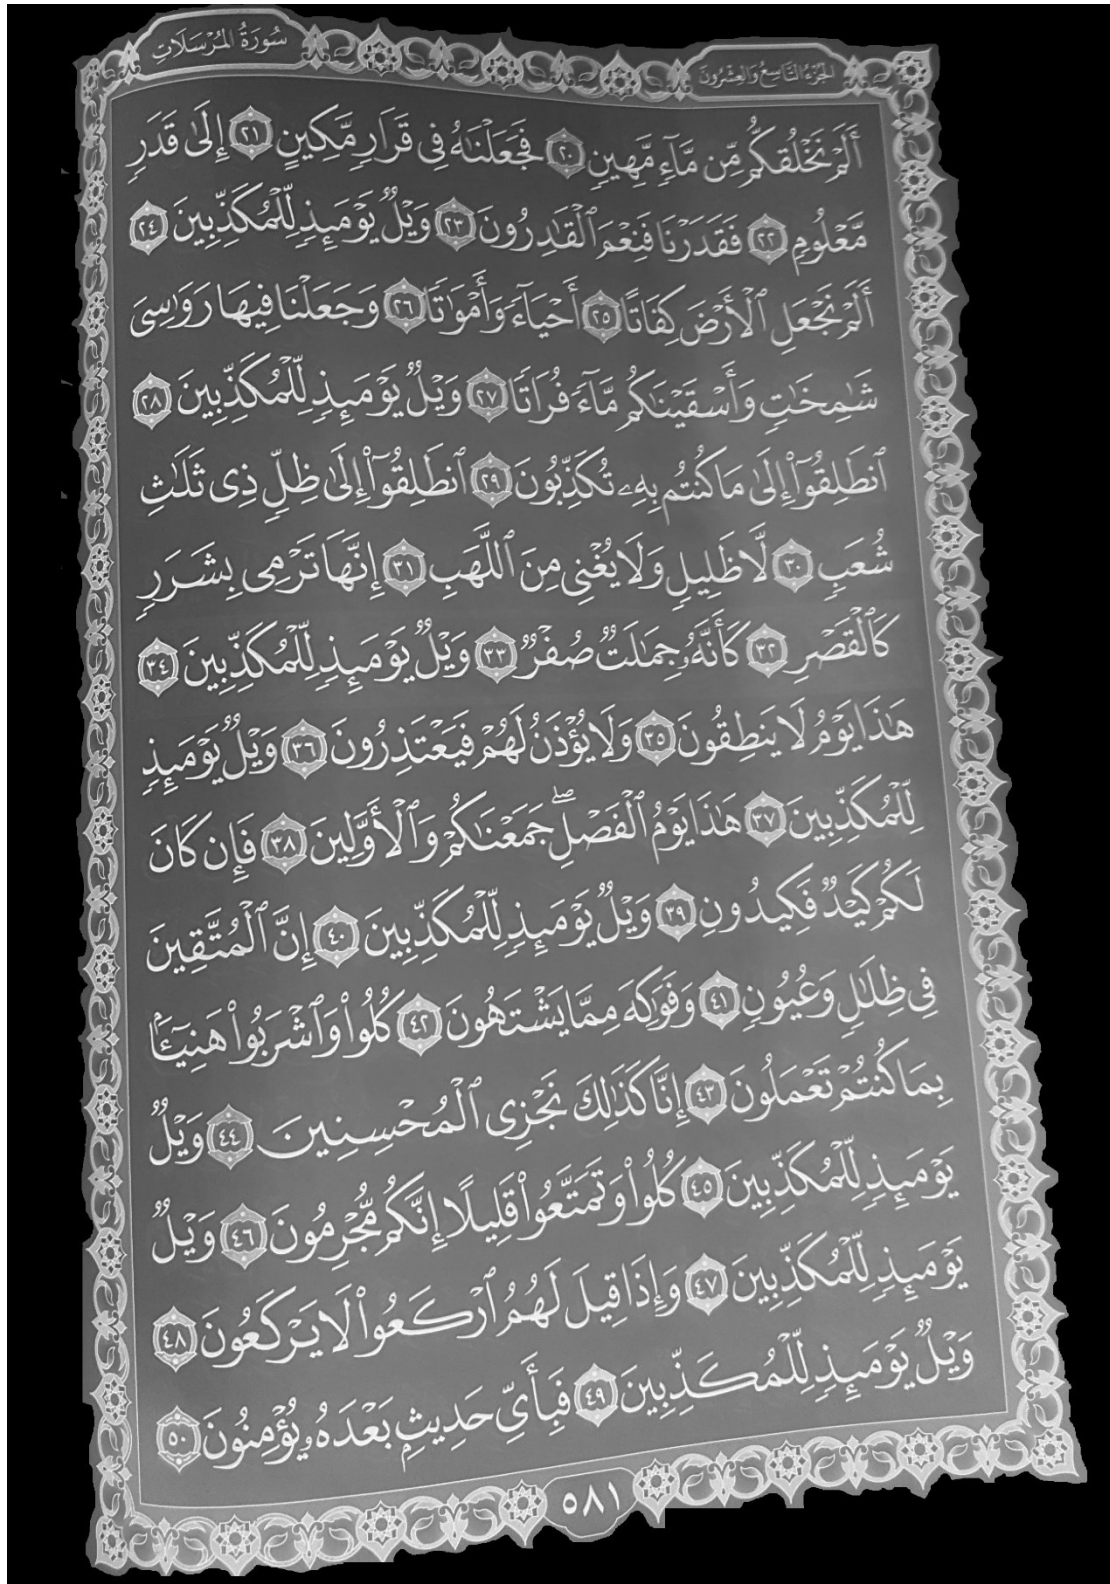 سُورَةُ المُرْسَلَاتِ
الجُزْءُ التَّاسِعُ وَالعِشْرُونَ
أَلَمْ نَخْلُقكُّم مِّن مَّآءٍ مَّهِينٍ ٢٠ فَجَعَلْنَٰهُ فِى قَرَارٍ مَّكِينٍ ٢١ إِلَىٰ قَدَرٍ
مَّعْلُومٍ ٢٢ فَقَدَرْنَا فَنِعْمَ ٱلْقَٰدِرُونَ ٢٣ وَيْلٌ يَوْمَئِذٍ لِّلْمُكَذِّبِينَ ٢٤
أَلَمْ نَجْعَلِ ٱلْأَرْضَ كِفَاتًا ٢٥ أَحْيَآءً وَأَمْوَٰتًا ٢٦ وَجَعَلْنَا فِيهَا رَوَٰسِىَ
شَٰمِخَٰتٍ وَأَسْقَيْنَٰكُم مَّآءً فُرَاتًا ٢٧ وَيْلٌ يَوْمَئِذٍ لِّلْمُكَذِّبِينَ ٢٨
ٱنطَلِقُوٓا۟ إِلَىٰ مَا كُنتُم بِهِۦ تُكَذِّبُونَ ٢٩ ٱنطَلِقُوٓا۟ إِلَىٰ ظِلٍّ ذِى ثَلَٰثِ
شُعَبٍ ٣٠ لَّا ظَلِيلٍ وَلَا يُغْنِى مِنَ ٱللَّهَبِ ٣١ إِنَّهَا تَرْمِى بِشَرَرٍ
كَٱلْقَصْرِ ٣٢ كَأَنَّهُۥ جِمَٰلَتٌ صُفْرٌ ٣٣ وَيْلٌ يَوْمَئِذٍ لِّلْمُكَذِّبِينَ ٣٤
هَٰذَا يَوْمُ لَا يَنطِقُونَ ٣٥ وَلَا يُؤْذَنُ لَهُمْ فَيَعْتَذِرُونَ ٣٦ وَيْلٌ يَوْمَئِذٍ
لِّلْمُكَذِّبِينَ ٣٧ هَٰذَا يَوْمُ ٱلْفَصْلِ ۖ جَمَعْنَٰكُمْ وَٱلْأَوَّلِينَ ٣٨ فَإِن كَانَ
لَكُمْ كَيْدٌ فَكِيدُونِ ٣٩ وَيْلٌ يَوْمَئِذٍ لِّلْمُكَذِّبِينَ ٤٠ إِنَّ ٱلْمُتَّقِينَ
فِى ظِلَٰلٍ وَعُيُونٍ ٤١ وَفَوَٰكِهَ مِمَّا يَشْتَهُونَ ٤٢ كُلُوا۟ وَٱشْرَبُوا۟ هَنِيٓـًٔۢا
بِمَا كُنتُمْ تَعْمَلُونَ ٤٣ إِنَّا كَذَٰلِكَ نَجْزِى ٱلْمُحْسِنِينَ ٤٤ وَيْلٌ
يَوْمَئِذٍ لِّلْمُكَذِّبِينَ ٤٥ كُلُوا۟ وَتَمَتَّعُوا۟ قَلِيلًا إِنَّكُم مُّجْرِمُونَ ٤٦ وَيْلٌ
يَوْمَئِذٍ لِّلْمُكَذِّبِينَ ٤٧ وَإِذَا قِيلَ لَهُمُ ٱرْكَعُوا۟ لَا يَرْكَعُونَ ٤٨
وَيْلٌ يَوْمَئِذٍ لِّلْمُكَذِّبِينَ ٤٩ فَبِأَىِّ حَدِيثٍۭ بَعْدَهُۥ يُؤْمِنُونَ ٥٠
٥٨١